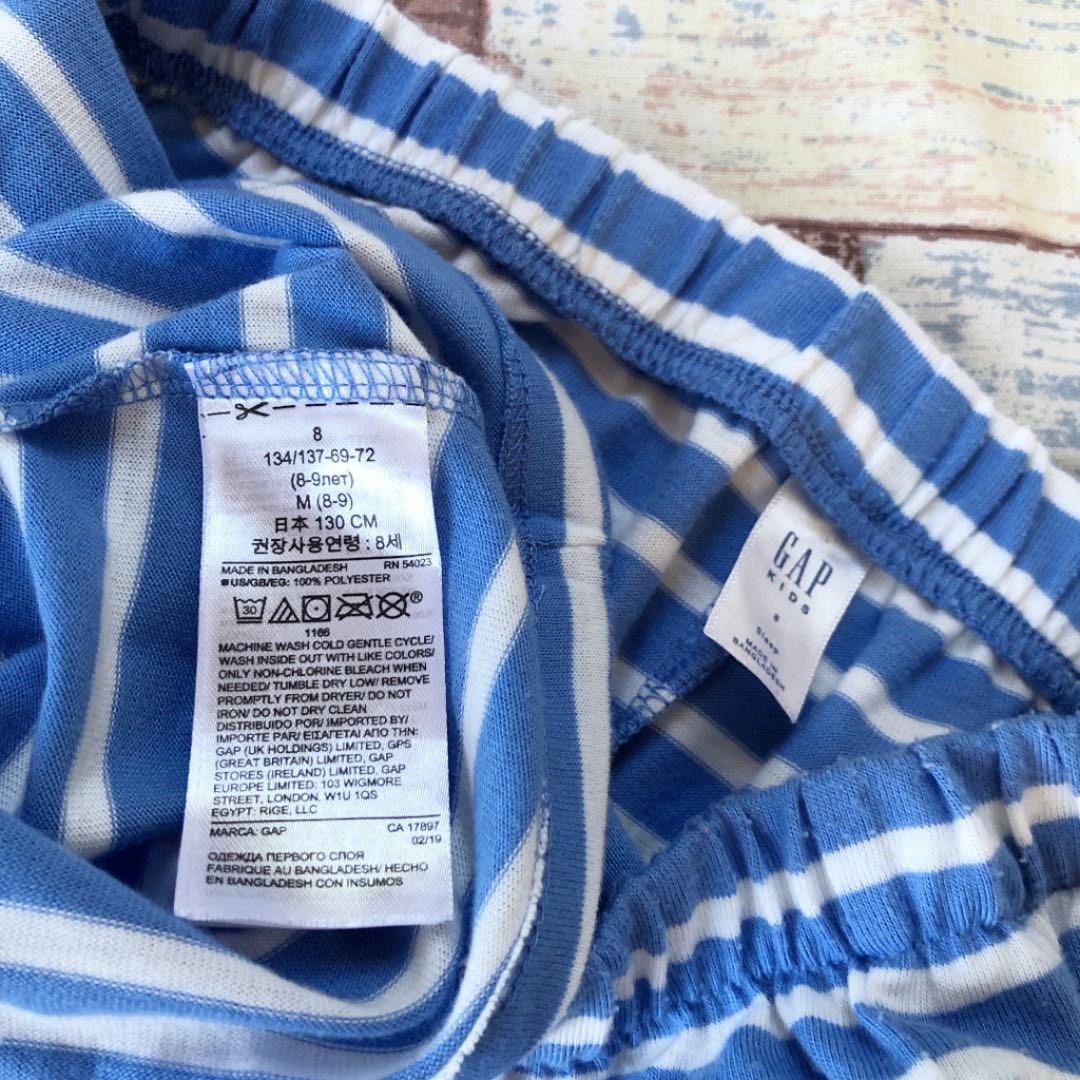 8
134/137-69-72
(8-9лет)
M (8-9)
日本 130 CM
권장사용연령 : 8세
MADE IN BANGLADESH RN 54023
■US/GB/EG: 100% POLYESTER
30
®
1166
MACHINE WASH COLD GENTLE CYCLE/
WASH INSIDE OUT WITH LIKE COLORS/
ONLY NON-CHLORINE BLEACH WHEN
NEEDED/ TUMBLE DRY LOW/ REMOVE
PROMPTLY FROM DRYER/ DO NOT
IRON/ DO NOT DRY CLEAN
DISTRIBUIDO POR/ IMPORTED BY/
IMPORTE PAR/ ΕΙΣΑΓΕΤΑΙ ΑΠΟ ΤΗΝ:
GAP (UK HOLDINGS) LIMITED, GPS
(GREAT BRITAIN) LIMITED, GAP
STORES (IRELAND) LIMITED, GAP
EUROPE LIMITED: 103 WIGMORE
STREET, LONDON. W1U 1QS
EGYPT: RIGE, LLC
MARCA: GAP CA 17897
02/19
ОДЕЖДА ПЕРВОГО СЛОЯ
FABRIQUE AU BANGLADESH/ HECHO
EN BANGLADESH CON INSUMOS
GAP
KIDS
8
Sleep
MADE IN
BANGLADESH